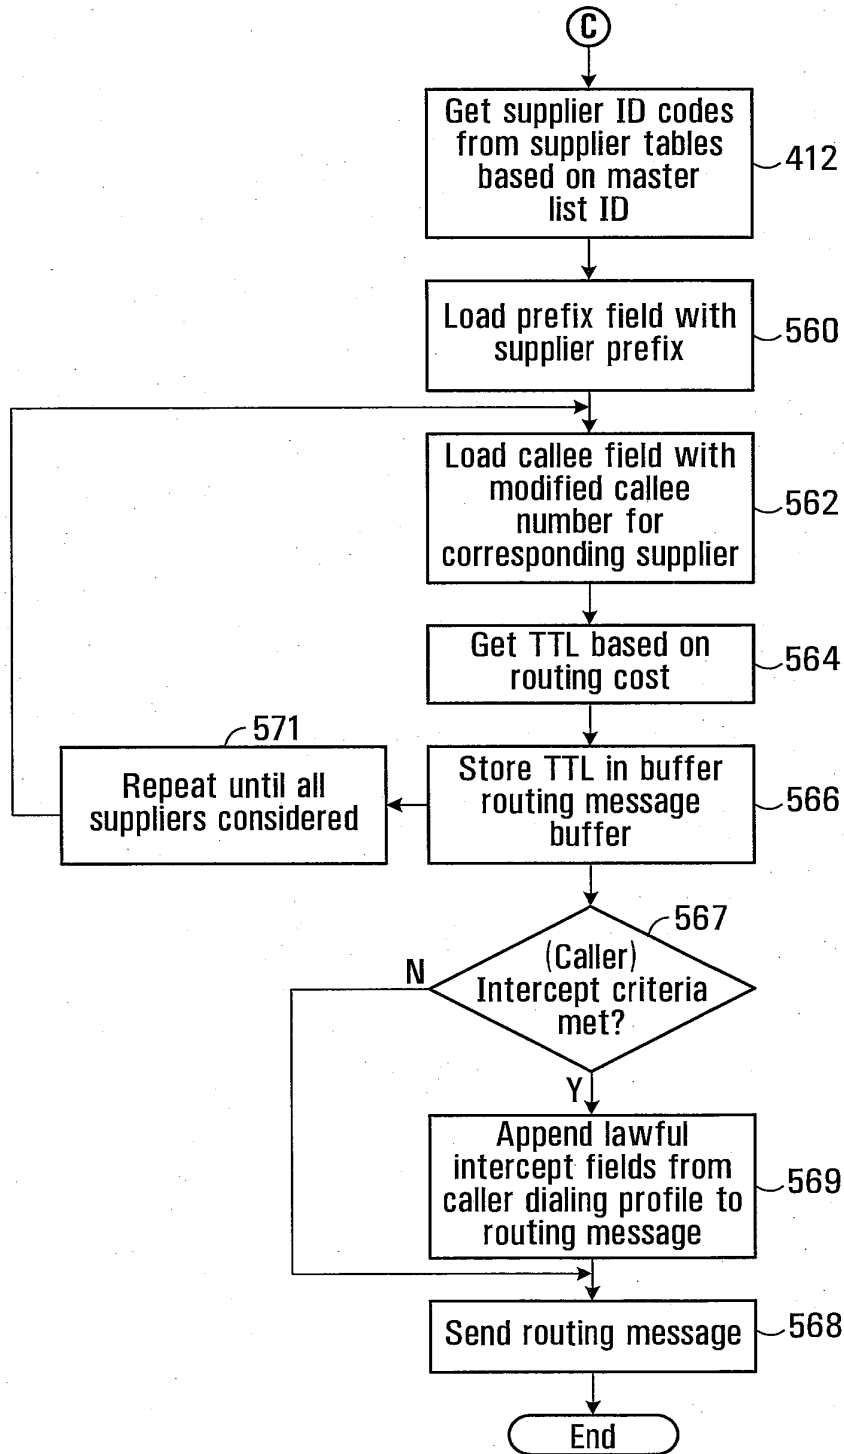 C
Get supplier ID codes
from supplier tables
based on master
list ID
412
Load prefix field with
supplier prefix
560
Load callee field with
modified callee
number for
corresponding supplier
562
Get TTL based on
routing cost
564
571
Repeat until all
suppliers considered
Store TTL in buffer
routing message
buffer
566
567
(Caller)
Intercept criteria
met?
N
Y
Append lawful
intercept fields from
caller dialing profile to
routing message
569
Send routing message
568
End